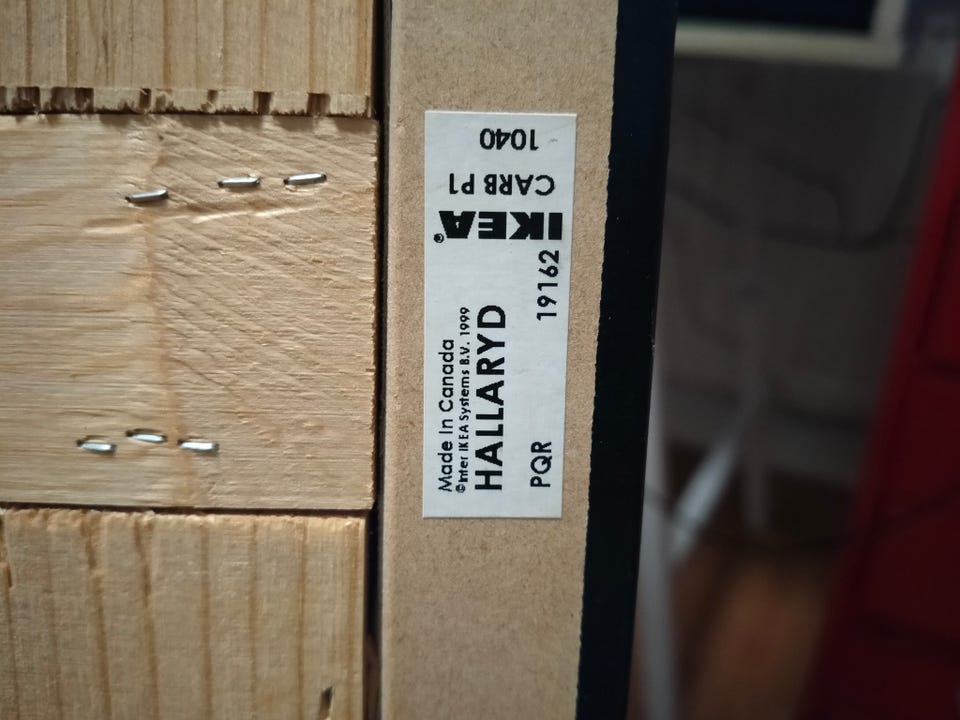 Made In Canada
©Inter IKEA Systems B.V. 1999
HALLARYD
PQR 19162
IKEA®
CARB P1
1040